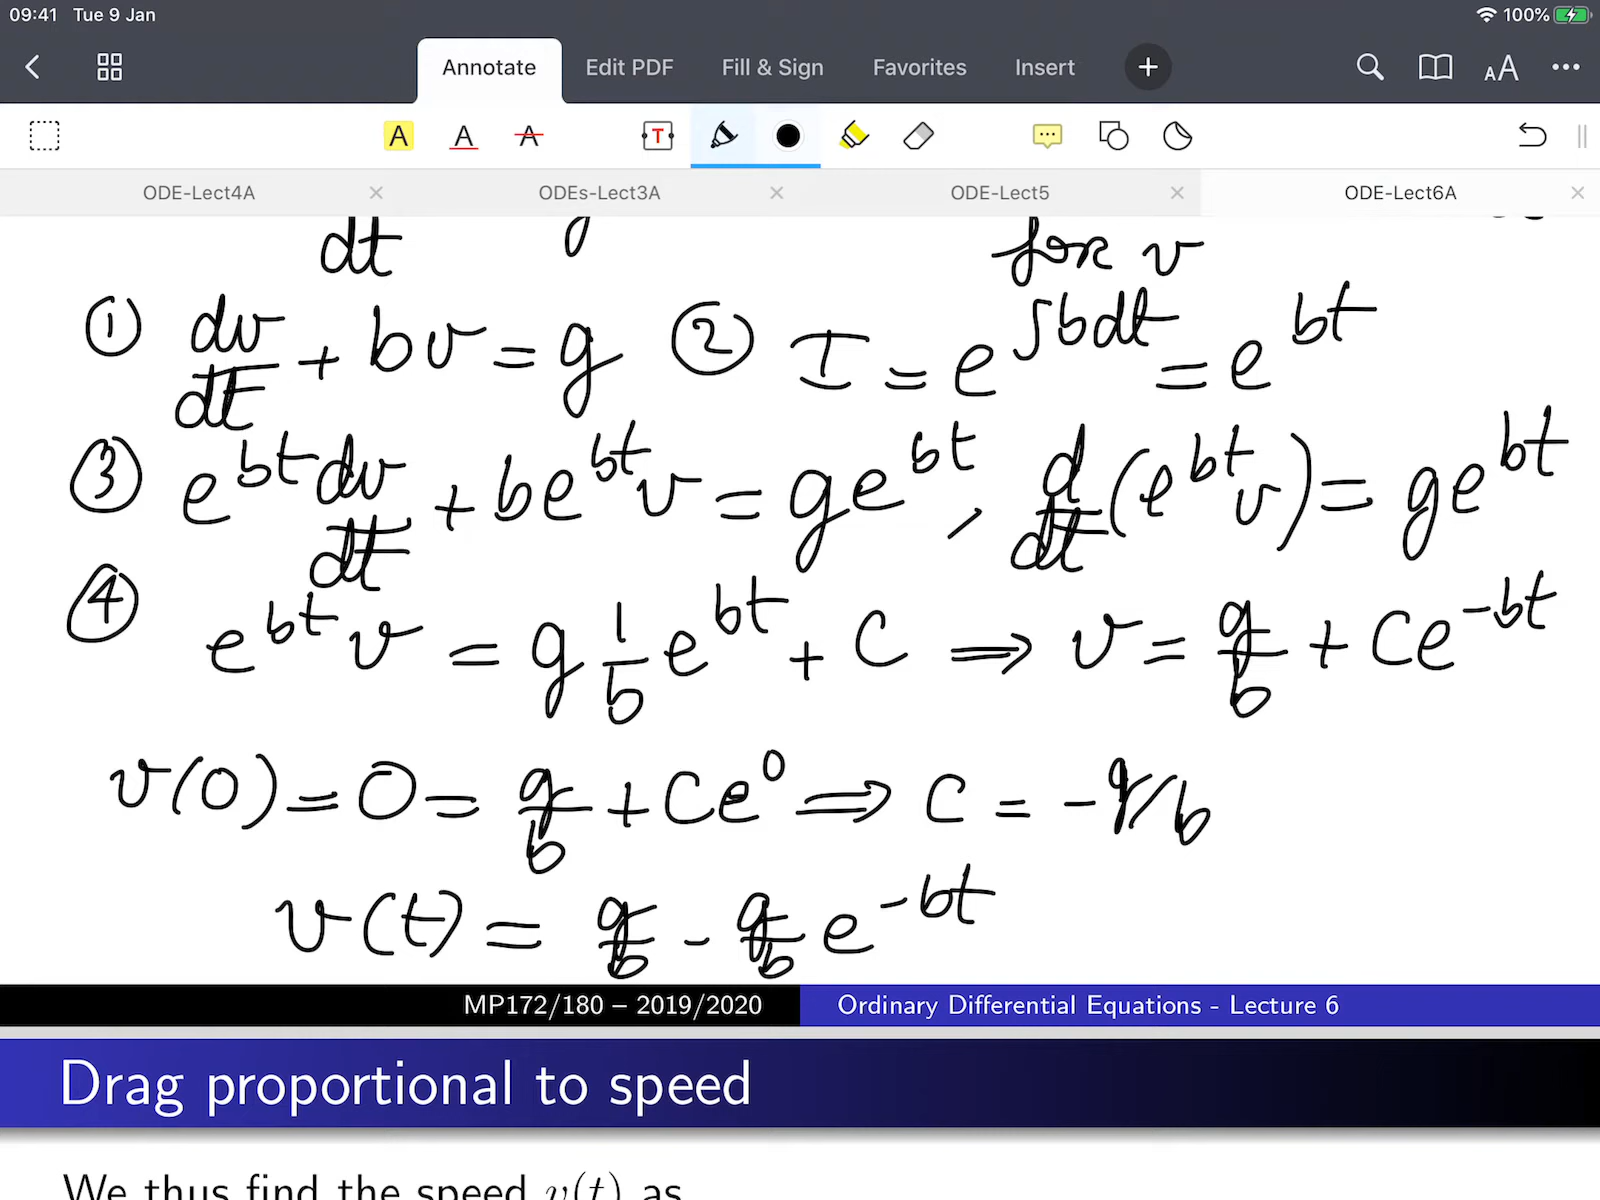 09:41 Tue 9 Jan 100%
Annotate Edit PDF Fill & Sign Favorites Insert + AA
A A A T
ODE-Lect4A × ODEs-Lect3A × ODE-Lect5 × ODE-Lect6A ×
dt for v
① dv/dt + bv = g ② I = e^∫bdt = e^bt
③ e^bt dv/dt + be^bt v = ge^bt, d/dt (e^bt v) = ge^bt
④ e^bt v = g 1/b e^bt + C ⟹ v = g/b + Ce^-bt
v(0) = 0 = g/b + Ce^0 ⟹ C = -g/b
v(t) = g/b - g/b e^-bt
MP172/180 – 2019/2020 Ordinary Differential Equations - Lecture 6
Drag proportional to speed
We thus find the speed v(t) as